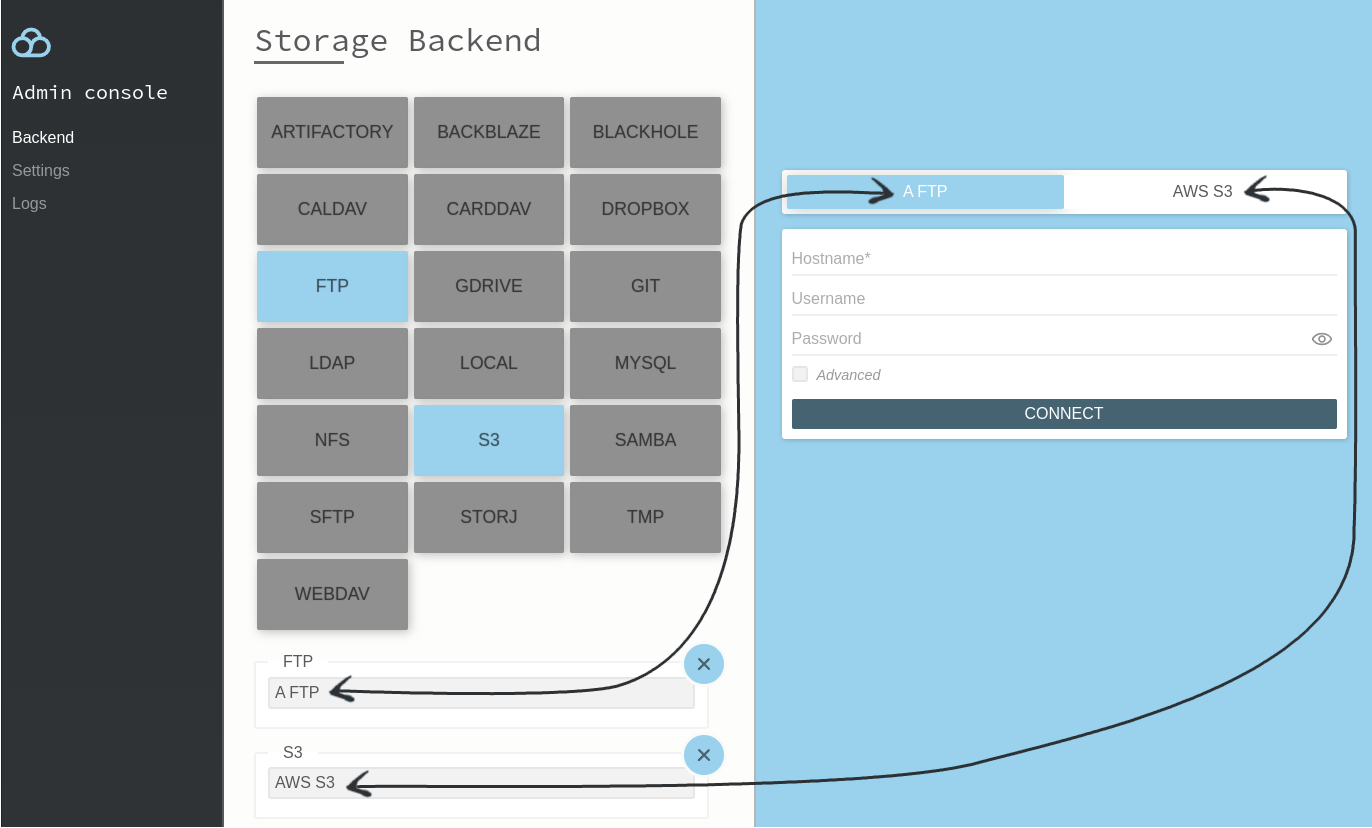 Admin console
Backend
Settings
Logs
Storage Backend
ARTIFACTORY BACKBLAZE BLACKHOLE
CALDAV CARDDAV DROPBOX
FTP GDRIVE GIT
LDAP LOCAL MYSQL
NFS S3 SAMBA
SFTP STORJ TMP
WEBDAV
FTP
A FTP
S3
AWS S3
A FTP AWS S3
Hostname*
Username
Password
Advanced
CONNECT